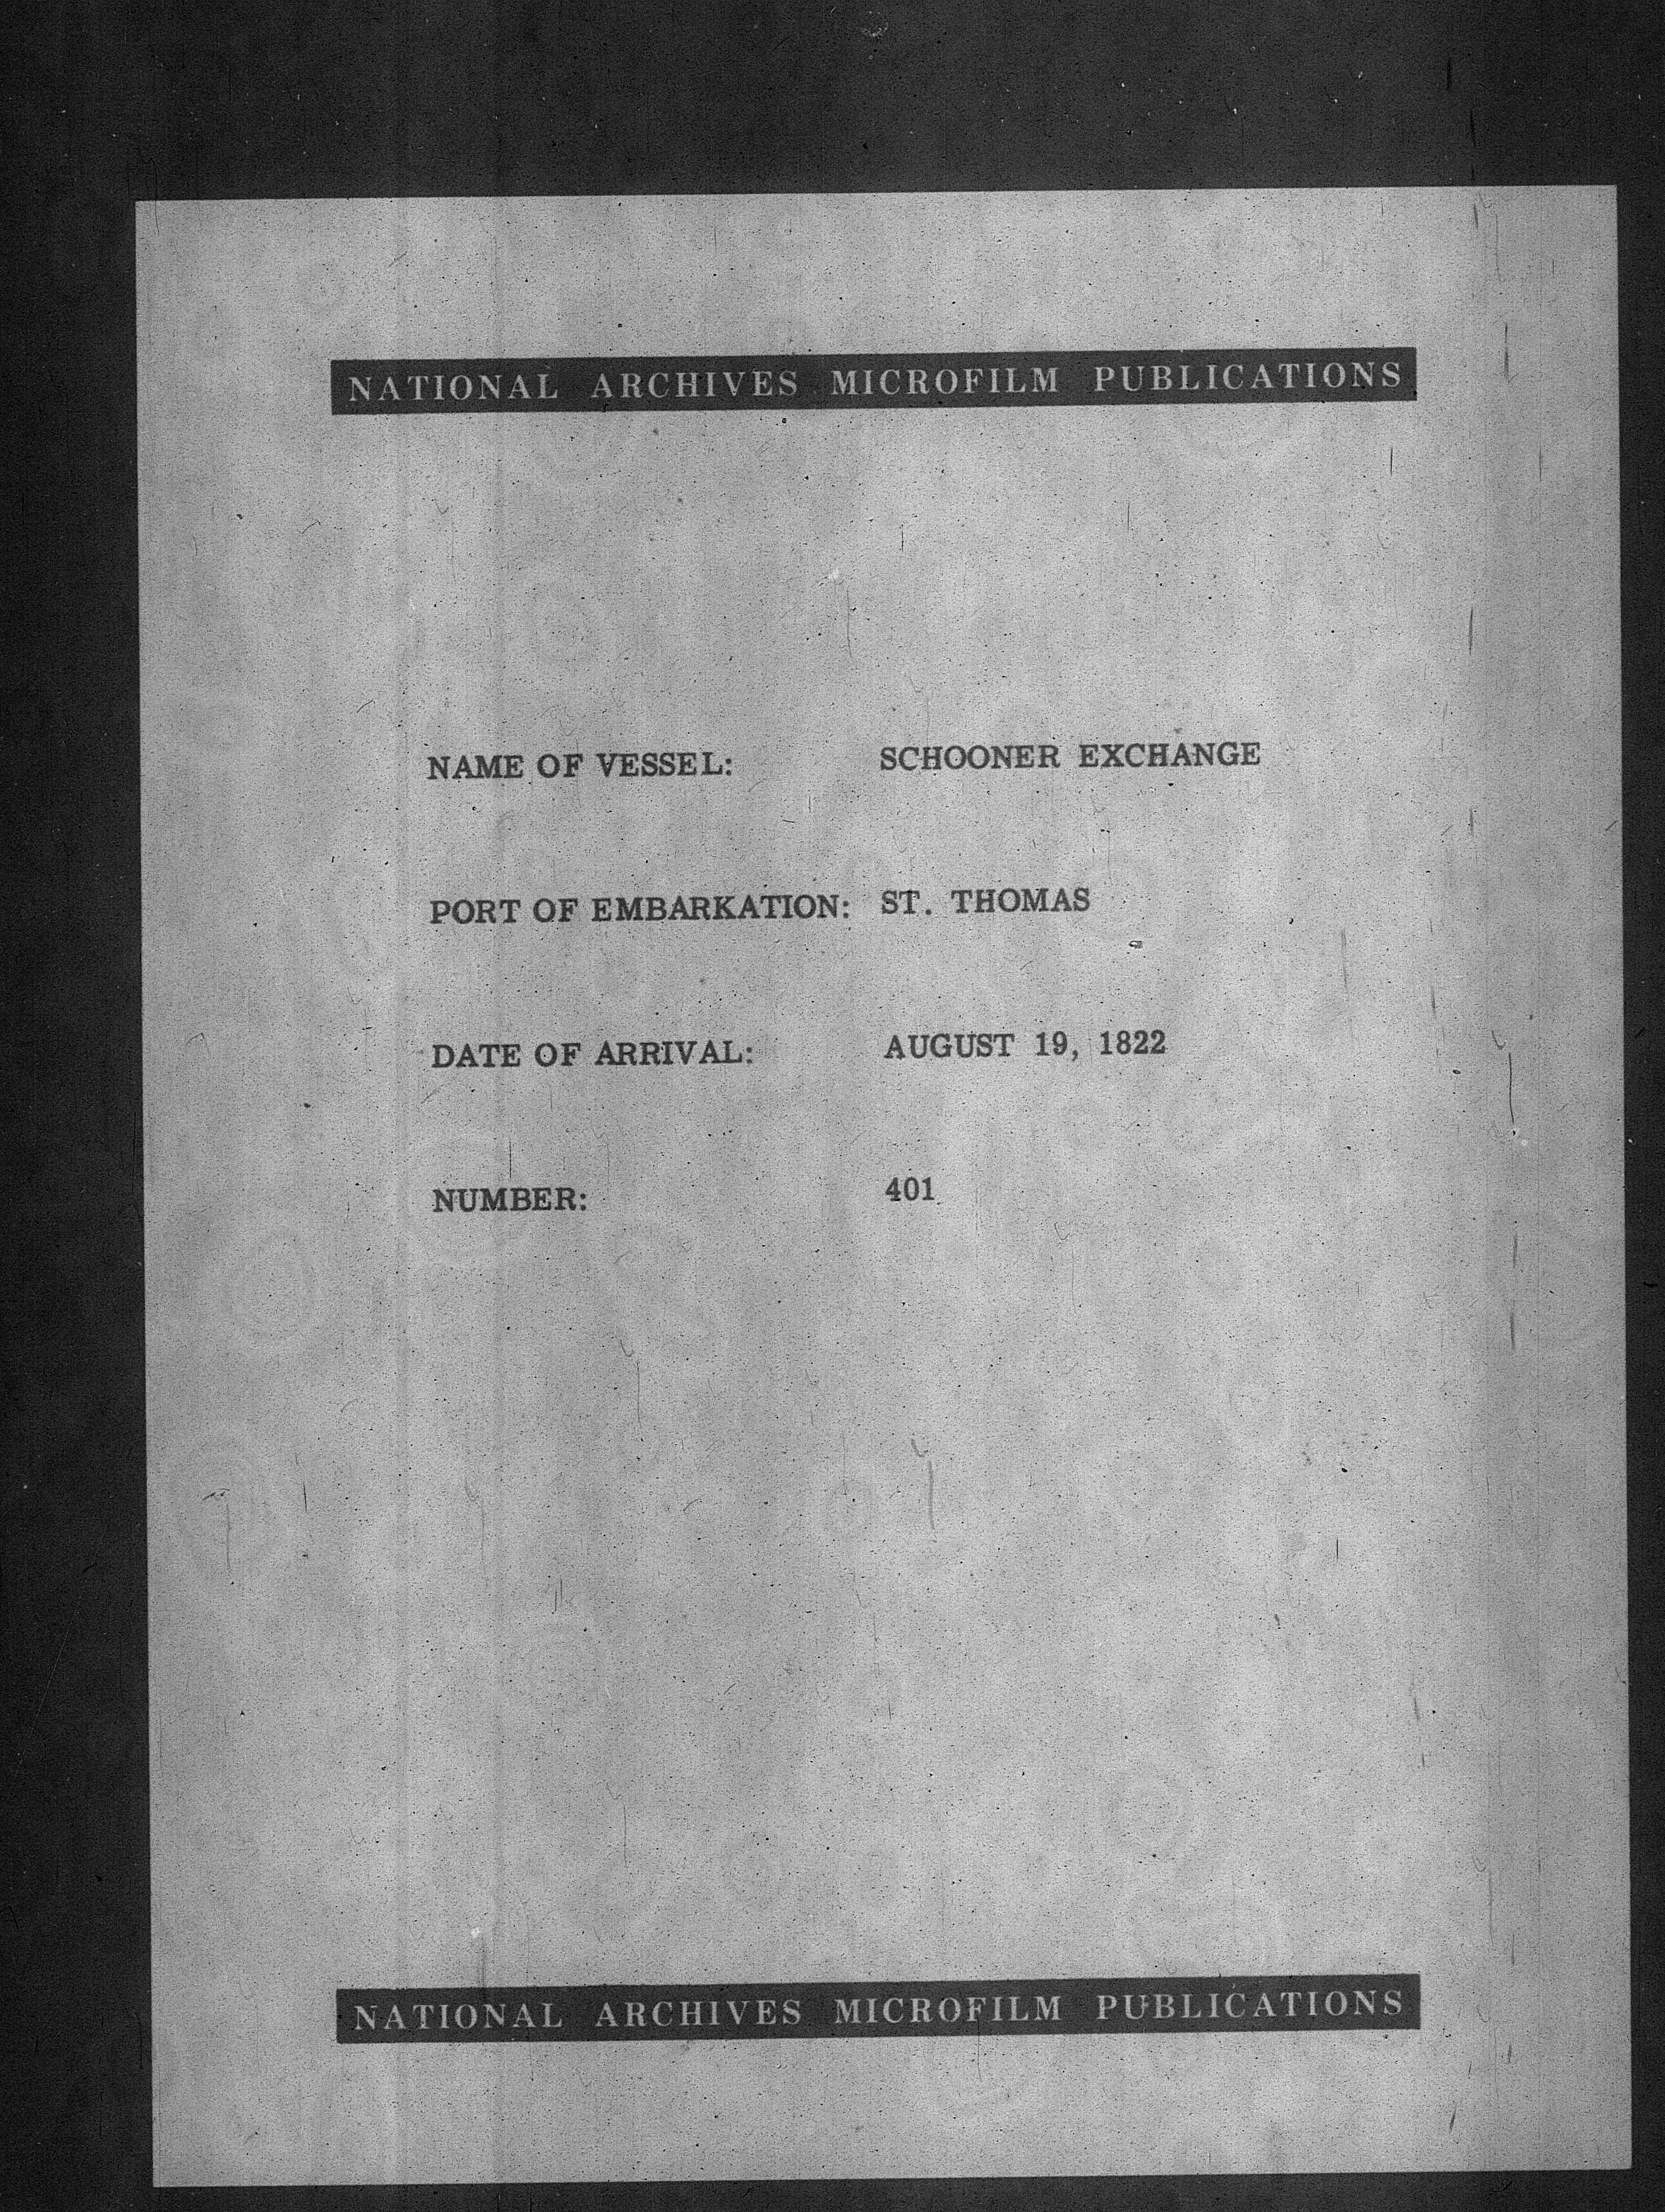 NATIONAL ARCHIVES MICROFILM PUBLICATIONS
NAME OF VESSEL: SCHOONER EXCHANGE
PORT OF EMBARKATION: ST. THOMAS
DATE OF ARRIVAL: AUGUST 19, 1822
NUMBER: 401
NATIONAL ARCHIVES MICROFILM PUBLICATIONS